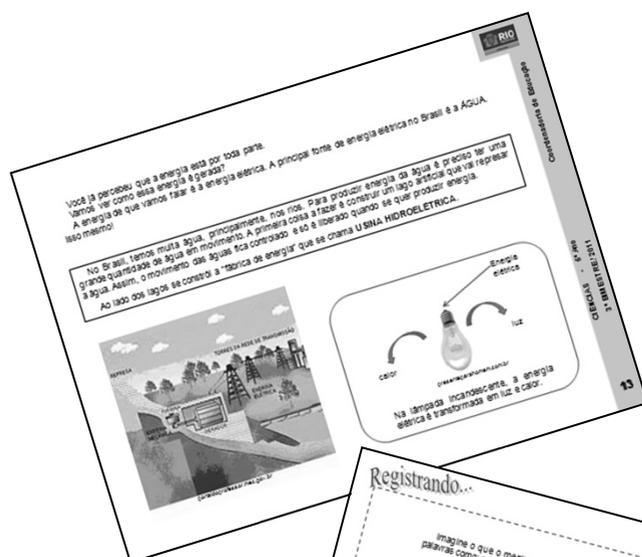 RIO
Coordenadoria de Educação
Você já percebeu que a energia está por toda parte.
Vamos ver como essa energia é gerada?
A energia de que vamos falar é a energia elétrica. A principal fonte de energia elétrica no Brasil é a ÁGUA.
Isso mesmo!
No Brasil, temos muita água, principalmente, nos rios. Para produzir energia da água é preciso ter uma
grande quantidade de água em movimento. A primeira coisa a fazer é construir um lago artificial que vai represar
a água. Assim, o movimento das águas fica controlado e só é liberado quando se quer produzir energia.
Ao lado dos lagos se constrói a "fábrica de energia" que se chama USINA HIDROELETRICA.
REPRESA
TORRES DA REDE DE TRANSMISSÃO
ENERGIA
ELÉTRICA
GERADOR
Energia
elétrica
calor
luz
Na lâmpada incandescente, a energia
elétrica é transformada em luz e calor.
CIÊNCIAS - 6º Ano
2011
13
Registrando...
Imagine o que o
palavras